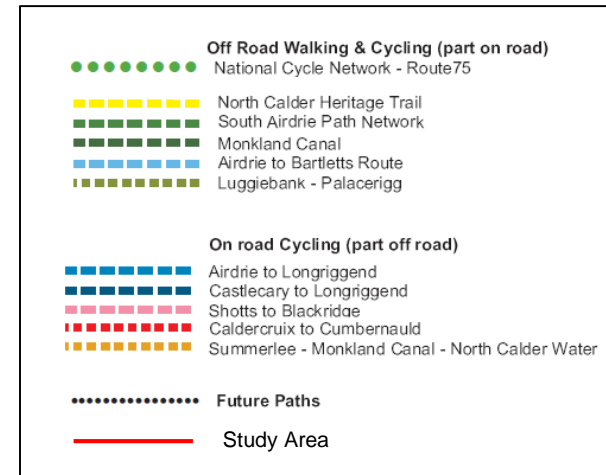 Off Road Walking & Cycling (part on road)
National Cycle Network - Route75
North Calder Heritage Trail
South Airdrie Path Network
Monkland Canal
Airdrie to Bartletts Route
Luggiebank - Palacerigg
On road Cycling (part off road)
Airdrie to Longriggend
Castlecary to Longriggend
Shotts to Blackridge
Caldercruix to Cumbernauld
Summerlee - Monkland Canal - North Calder Water
Future Paths
Study Area